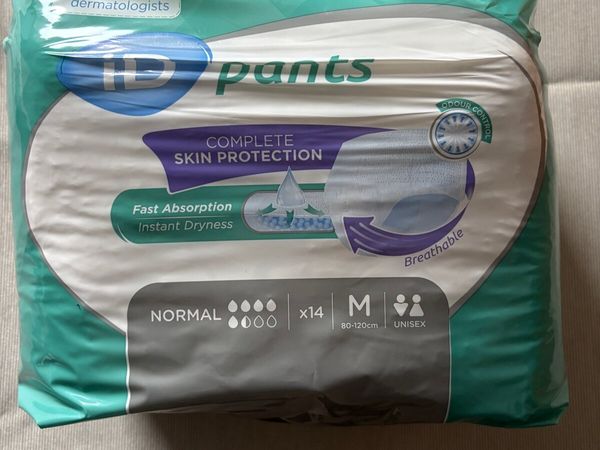 dermatologists
iD pants
ODOUR CONTROL
COMPLETE
SKIN PROTECTION
Fast Absorption
Instant Dryness
Breathable
NORMAL x14 M
80-120cm UNISEX